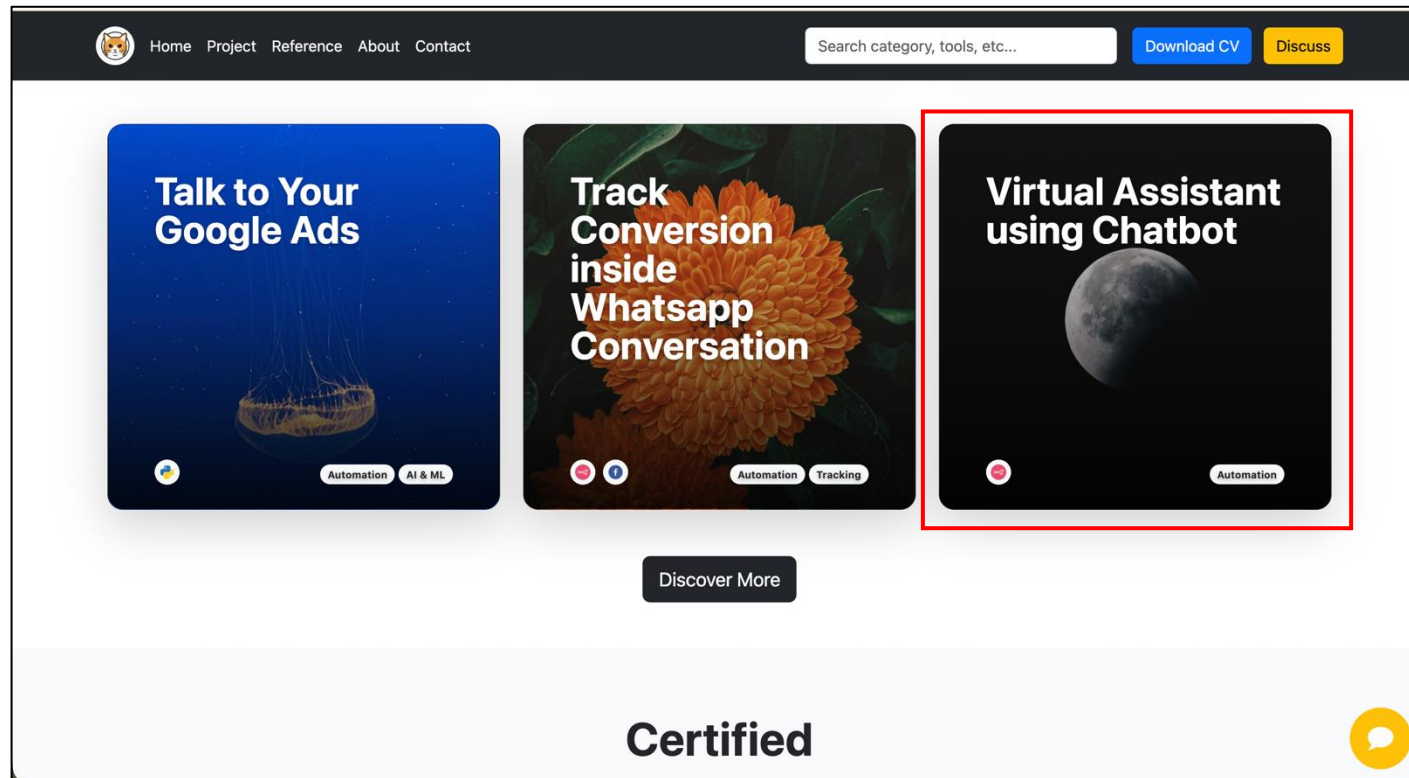 Home Project Reference About Contact
Search category, tools, etc...
Download CV
Discuss
Talk to Your
Google Ads
Automation
AI & ML
Track
Conversion
inside
Whatsapp
Conversation
Automation
Tracking
Virtual Assistant
using Chatbot
Automation
Discover More
Certified